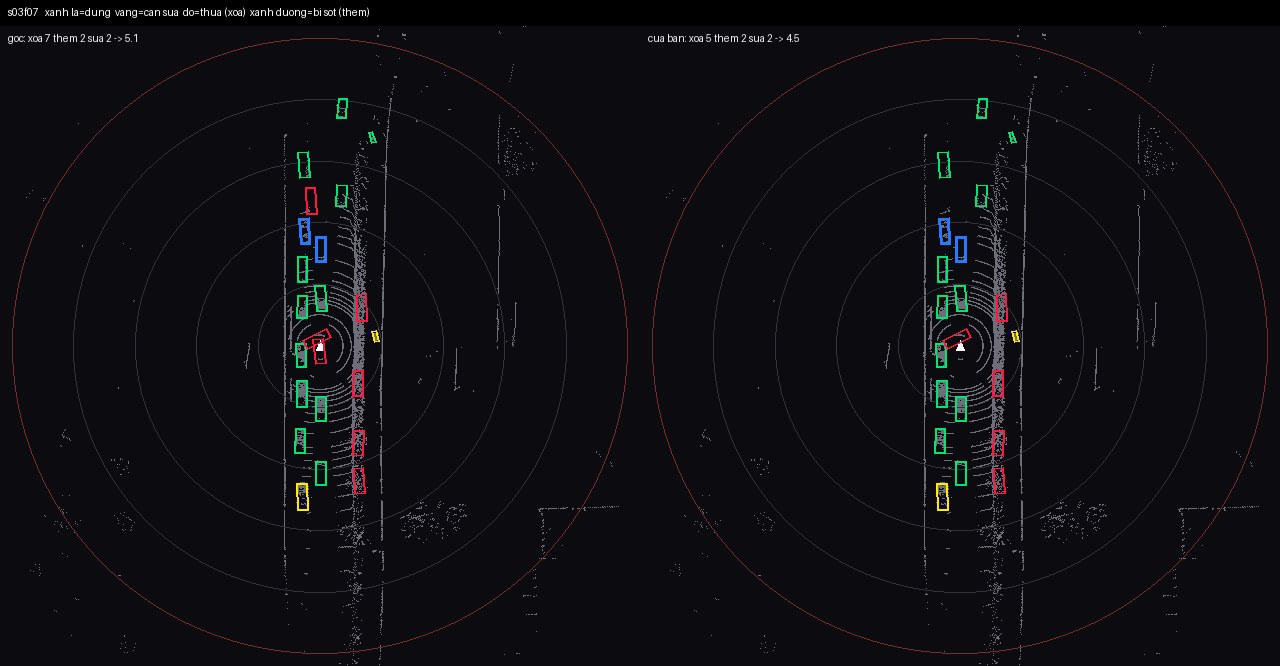 s03f07 xanh la=dung vang=can sua do=thua (xoa) xanh duong=bi sot (them)
goc: xoa 7 them 2 sua 2 -> 5.1
cua ban: xoa 5 them 2 sua 2 -> 4.5